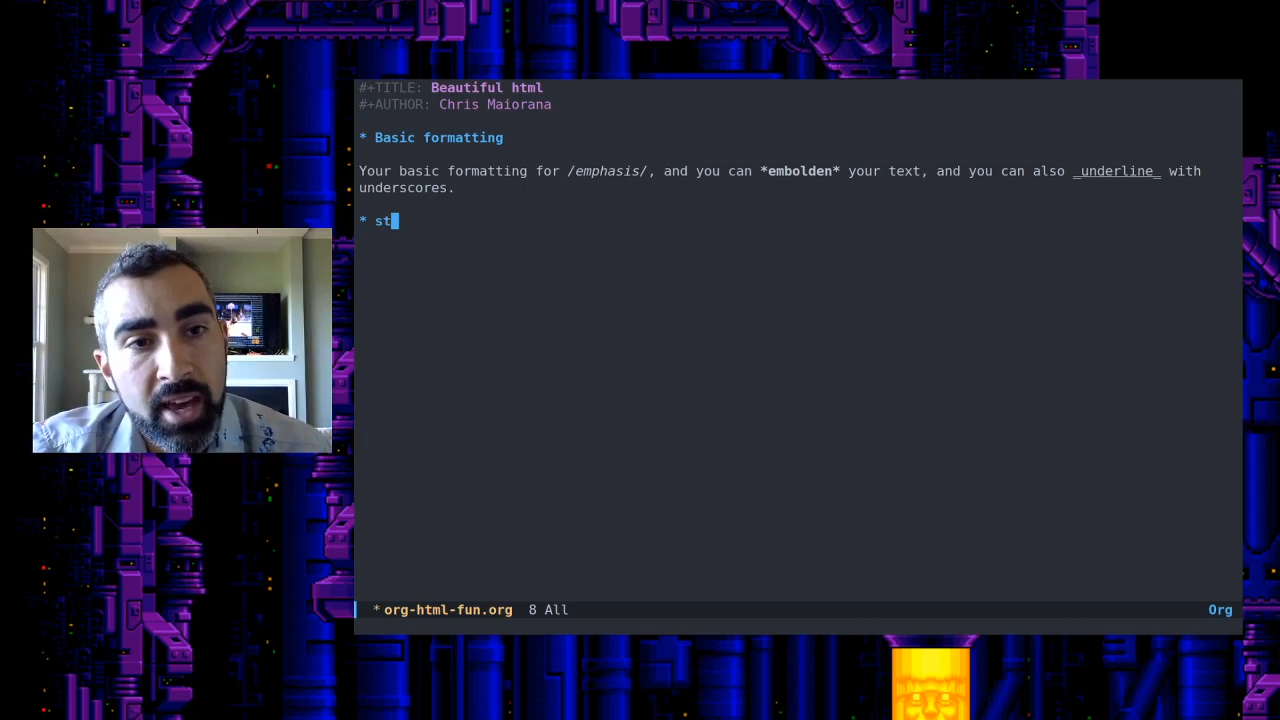 #+TITLE: Beautiful html
#+AUTHOR: Chris Maiorana
* Basic formatting
Your basic formatting for /emphasis/, and you can *embolden* your text, and you can also _underline_ with
underscores.
* st
* org-html-fun.org 8 All Org